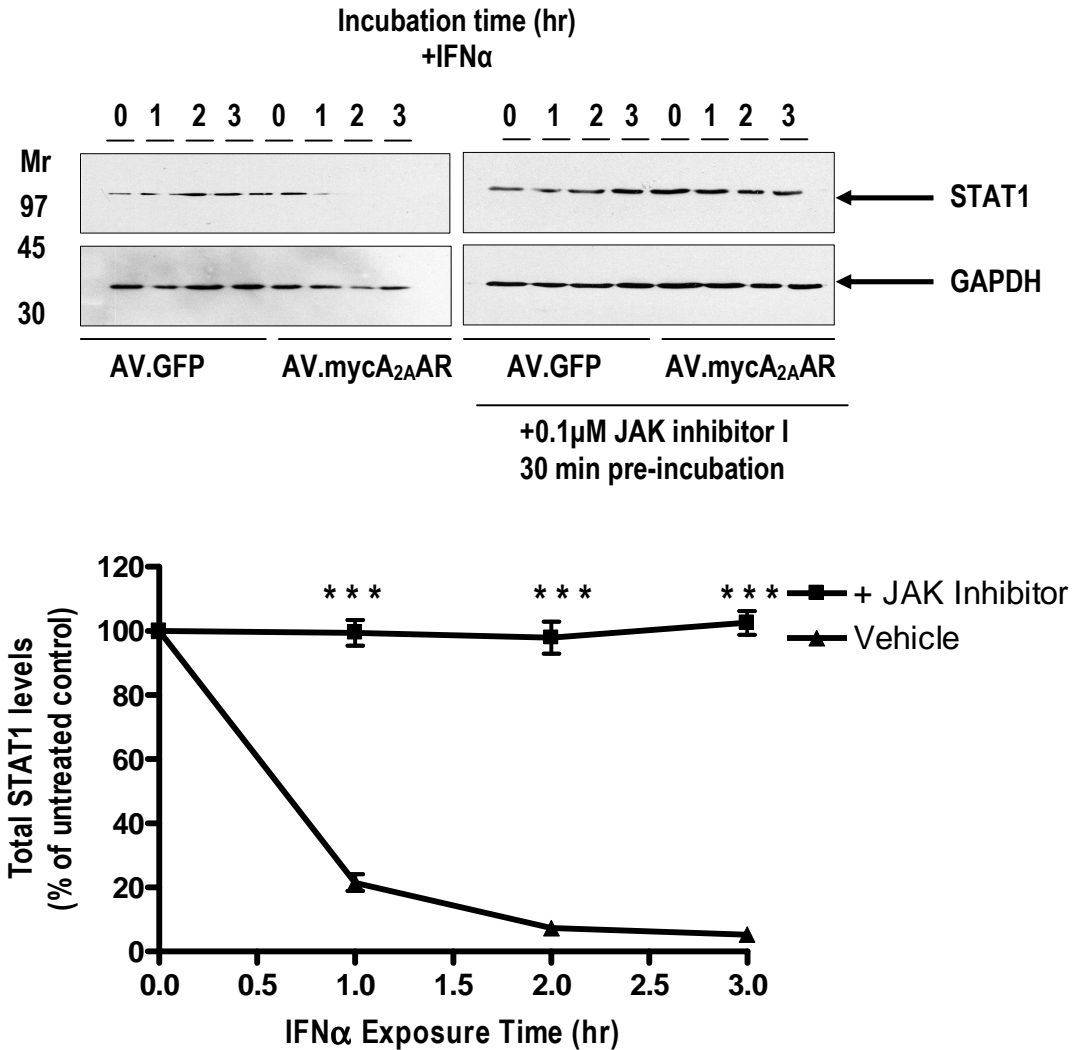 Incubation time (hr)
+IFNα
0 1 2 3 0 1 2 3
0 1 2 3 0 1 2 3
Mr
97
45
30
STAT1
GAPDH
AV.GFP AV.mycA₂ₐAR
AV.GFP AV.mycA₂ₐAR
+0.1µM JAK inhibitor I
30 min pre-incubation
Total STAT1 levels
(% of untreated control)
120
100
80
60
40
20
0
*** *** ***
+ JAK Inhibitor
Vehicle
0.0 0.5 1.0 1.5 2.0 2.5 3.0
IFNα Exposure Time (hr)